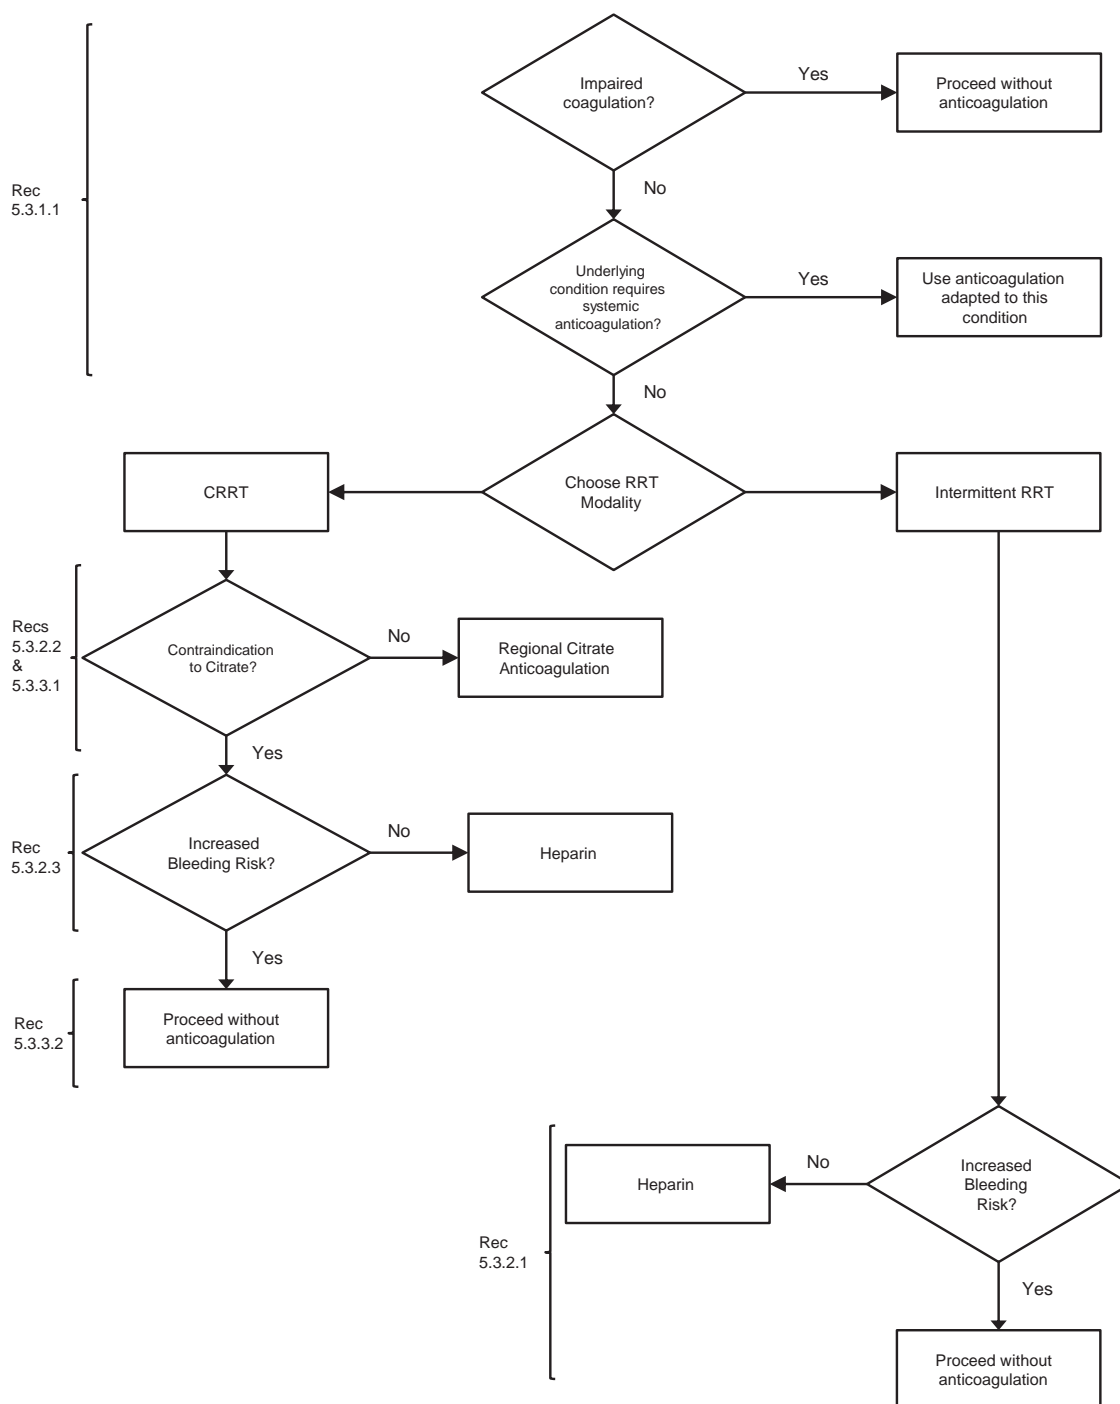 Impaired
coagulation?
Yes
Proceed without
anticoagulation
No
Rec
5.3.1.1
Underlying
condition requires
systemic
anticoagulation?
Yes
Use anticoagulation
adapted to this
condition
No
CRRT
Choose RRT
Modality
Intermittent RRT
Recs
5.3.2.2
&
5.3.3.1
Contraindication
to Citrate?
No
Regional Citrate
Anticoagulation
Yes
Rec
5.3.2.3
Increased
Bleeding Risk?
No
Heparin
Yes
Rec
5.3.3.2
Proceed without
anticoagulation
Rec
5.3.2.1
Heparin
No
Increased
Bleeding
Risk?
Yes
Proceed without
anticoagulation